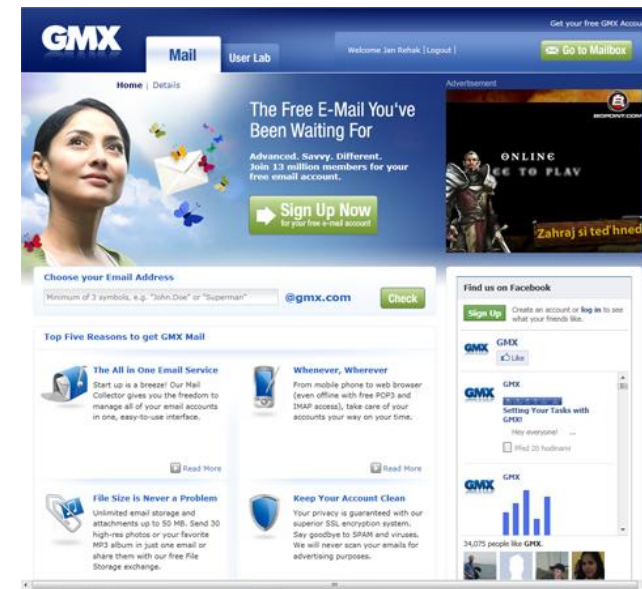 Get your free GMX Accou
GMX
Mail
User Lab
Welcome Jan Rehak | Logout |
Go to Mailbox
Home | Details
Advertisement
The Free E-Mail You've
Been Waiting For
Advanced. Savvy. Different.
Join 13 million members for your
free email account.
Sign Up Now
for your free e-mail account
BIGPOINT.COM
ONLINE
EE TO PLAY
Zahraj si teď hned
Choose your Email Address
Minimum of 3 symbols, e.g. "John.Doe" or "Superman"
@gmx.com
Check
Top Five Reasons to get GMX Mail
The All in One Email Service
Start up is a breeze! Our Mail
Collector gives you the freedom to
manage all of your email accounts
in one, easy-to-use interface.
Read More
Whenever, Wherever
From mobile phone to web browser
(even offline with free POP3 and
IMAP access), take care of your
accounts your way on your time.
Read More
File Size is Never a Problem
Unlimited email storage and
attachments up to 50 MB. Send 30
high-res photos or your favorite
MP3 album in just one email or
share them with our free File
Storage exchange.
Keep Your Account Clean
Your privacy is guaranteed with our
superior SSL encryption system.
Say goodbye to SPAM and viruses.
We will never scan your emails for
advertising purposes.
Find us on Facebook
Sign Up
Create an account or log in to see
what your friends like.
GMX
GMX
Like
GMX
GMX
Setting Your Tasks with
GMX!
Hey everyone! ...
Před 20 hodinami
GMX
GMX
34,075 people like GMX.